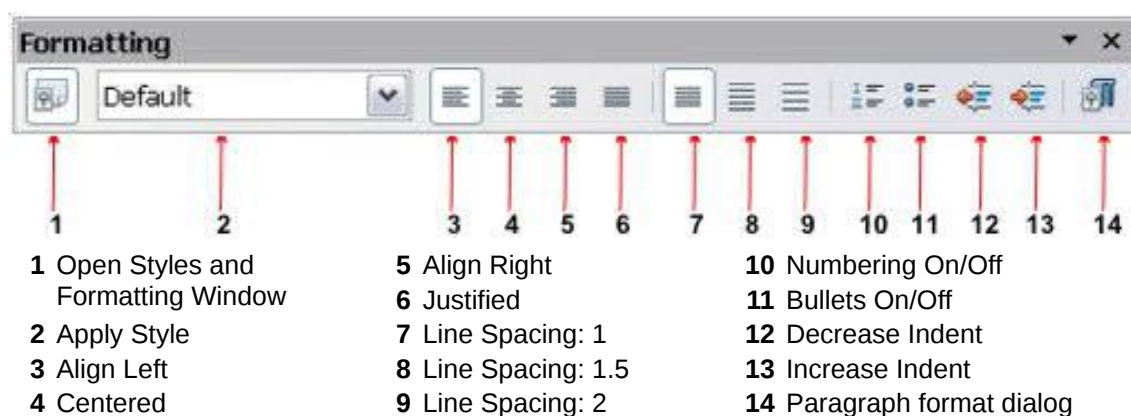 Formatting
Default
1 2 3 4 5 6 7 8 9 10 11 12 13 14
1 Open Styles and
Formatting Window
2 Apply Style
3 Align Left
4 Centered
5 Align Right
6 Justified
7 Line Spacing: 1
8 Line Spacing: 1.5
9 Line Spacing: 2
10 Numbering On/Off
11 Bullets On/Off
12 Decrease Indent
13 Increase Indent
14 Paragraph format dialog